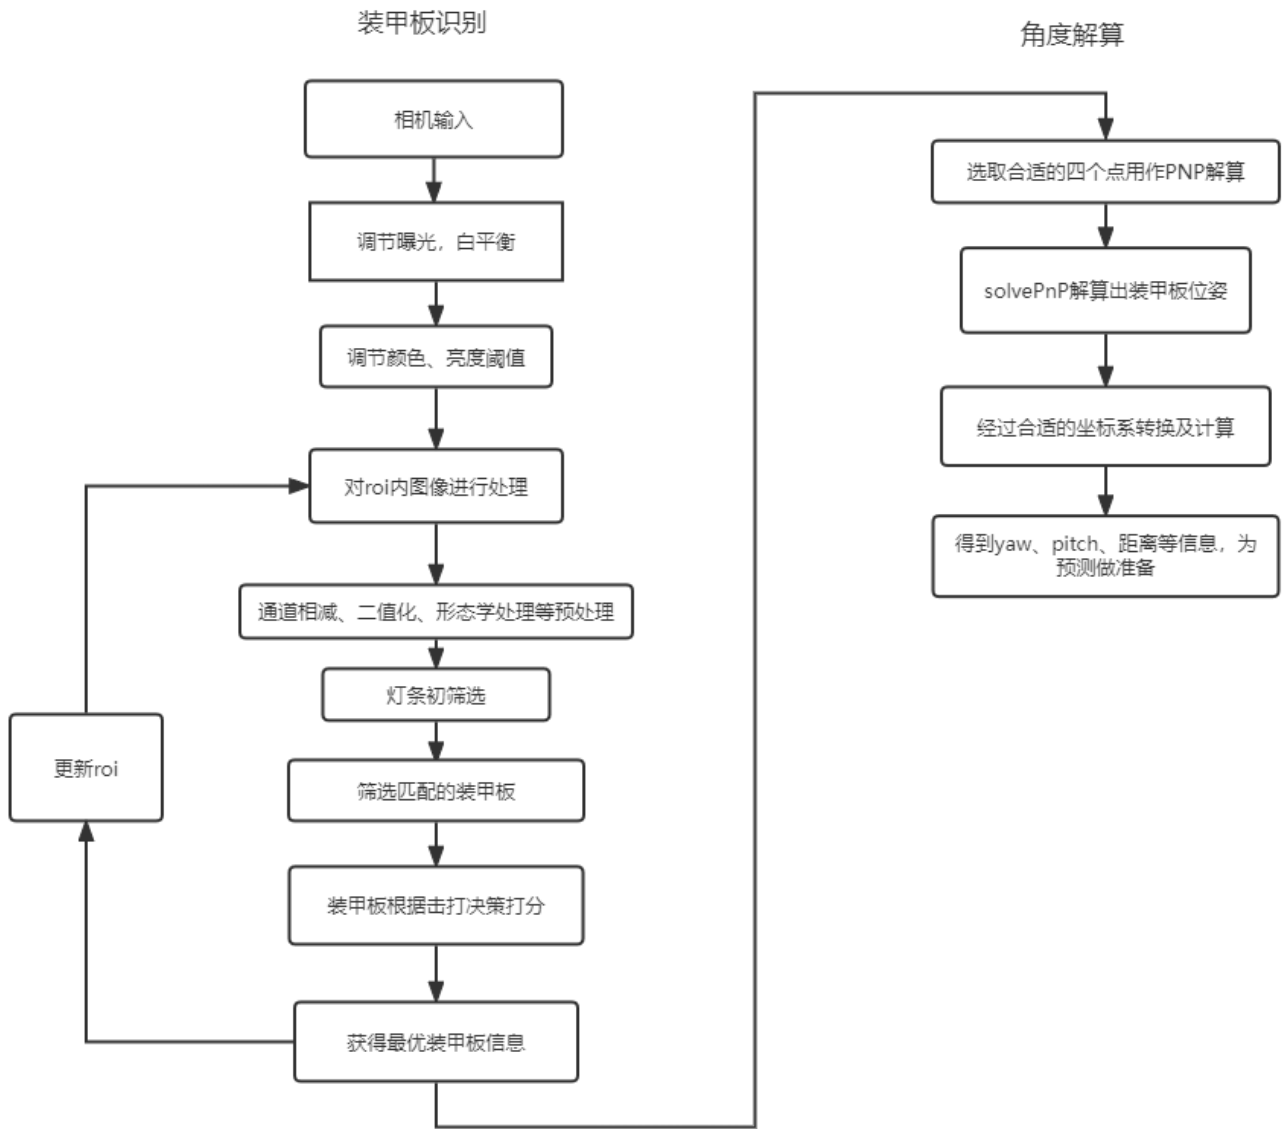 装甲板识别
相机输入
调节曝光，白平衡
调节颜色、亮度阈值
对roi内图像进行处理
通道相减、二值化、形态学处理等预处理
灯条初筛选
更新roi
筛选匹配的装甲板
装甲板根据击打决策打分
获得最优装甲板信息
角度解算
选取合适的四个点用作PNP解算
solvePnP解算出装甲板位姿
经过合适的坐标系转换及计算
得到yaw、pitch、距离等信息，为
预测做准备